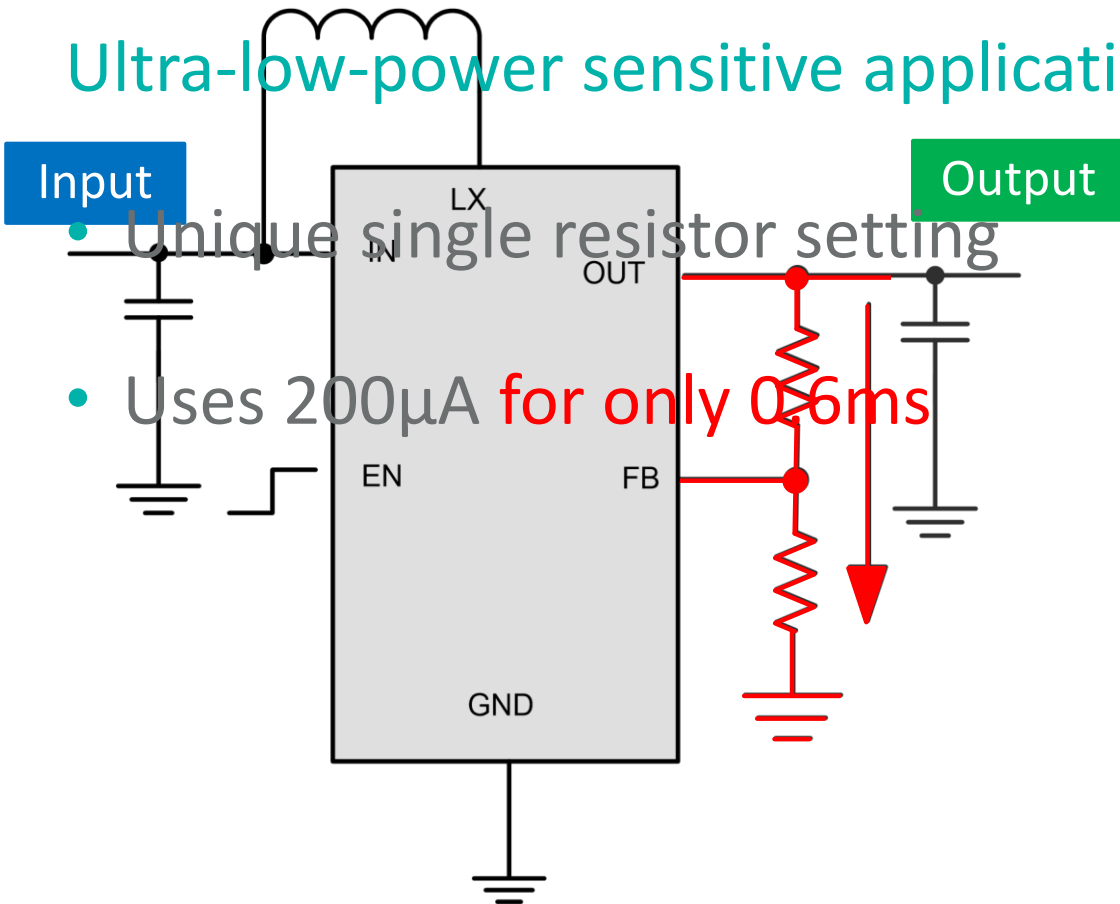 Ultra-low-power sensitive applicati
Input
Output
LX
• Unique single resistor setting
IN
OUT
• Uses 200µA for only 0.6ms
EN
FB
GND